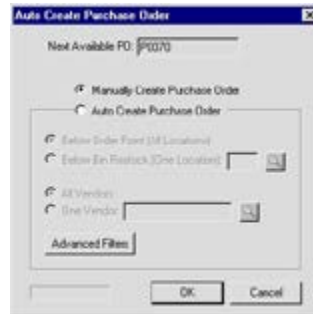 Auto Create Purchase Order
Next Available PO: P0070
Manually Create Purchase Order
Auto Create Purchase Order
Below Order Point (All Locations)
Below Bin Restock (One Location)
All Vendors
One Vendor
Advanced Filters
OK
Cancel